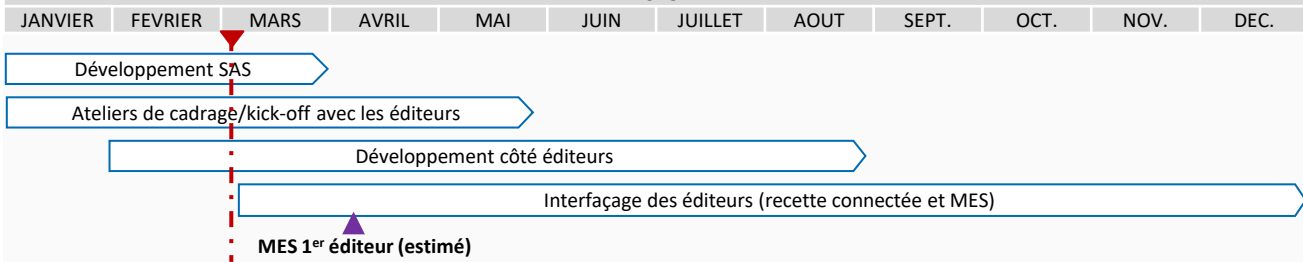 JANVIER FEVRIER MARS AVRIL MAI JUIN JUILLET AOUT SEPT. OCT. NOV. DEC.
Développement SAS
Ateliers de cadrage/kick-off avec les éditeurs
Développement côté éditeurs
Interfaçage des éditeurs (recette connectée et MES)
MES 1er éditeur (estimé)